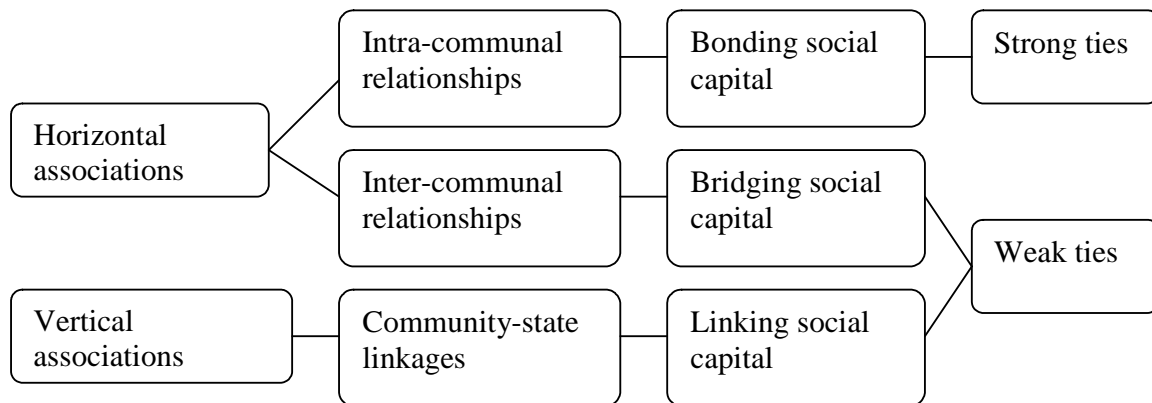 Intra-communal
relationships
Bonding social
capital
Strong ties
Horizontal
associations
Inter-communal
relationships
Bridging social
capital
Weak ties
Vertical
associations
Community-state
linkages
Linking social
capital